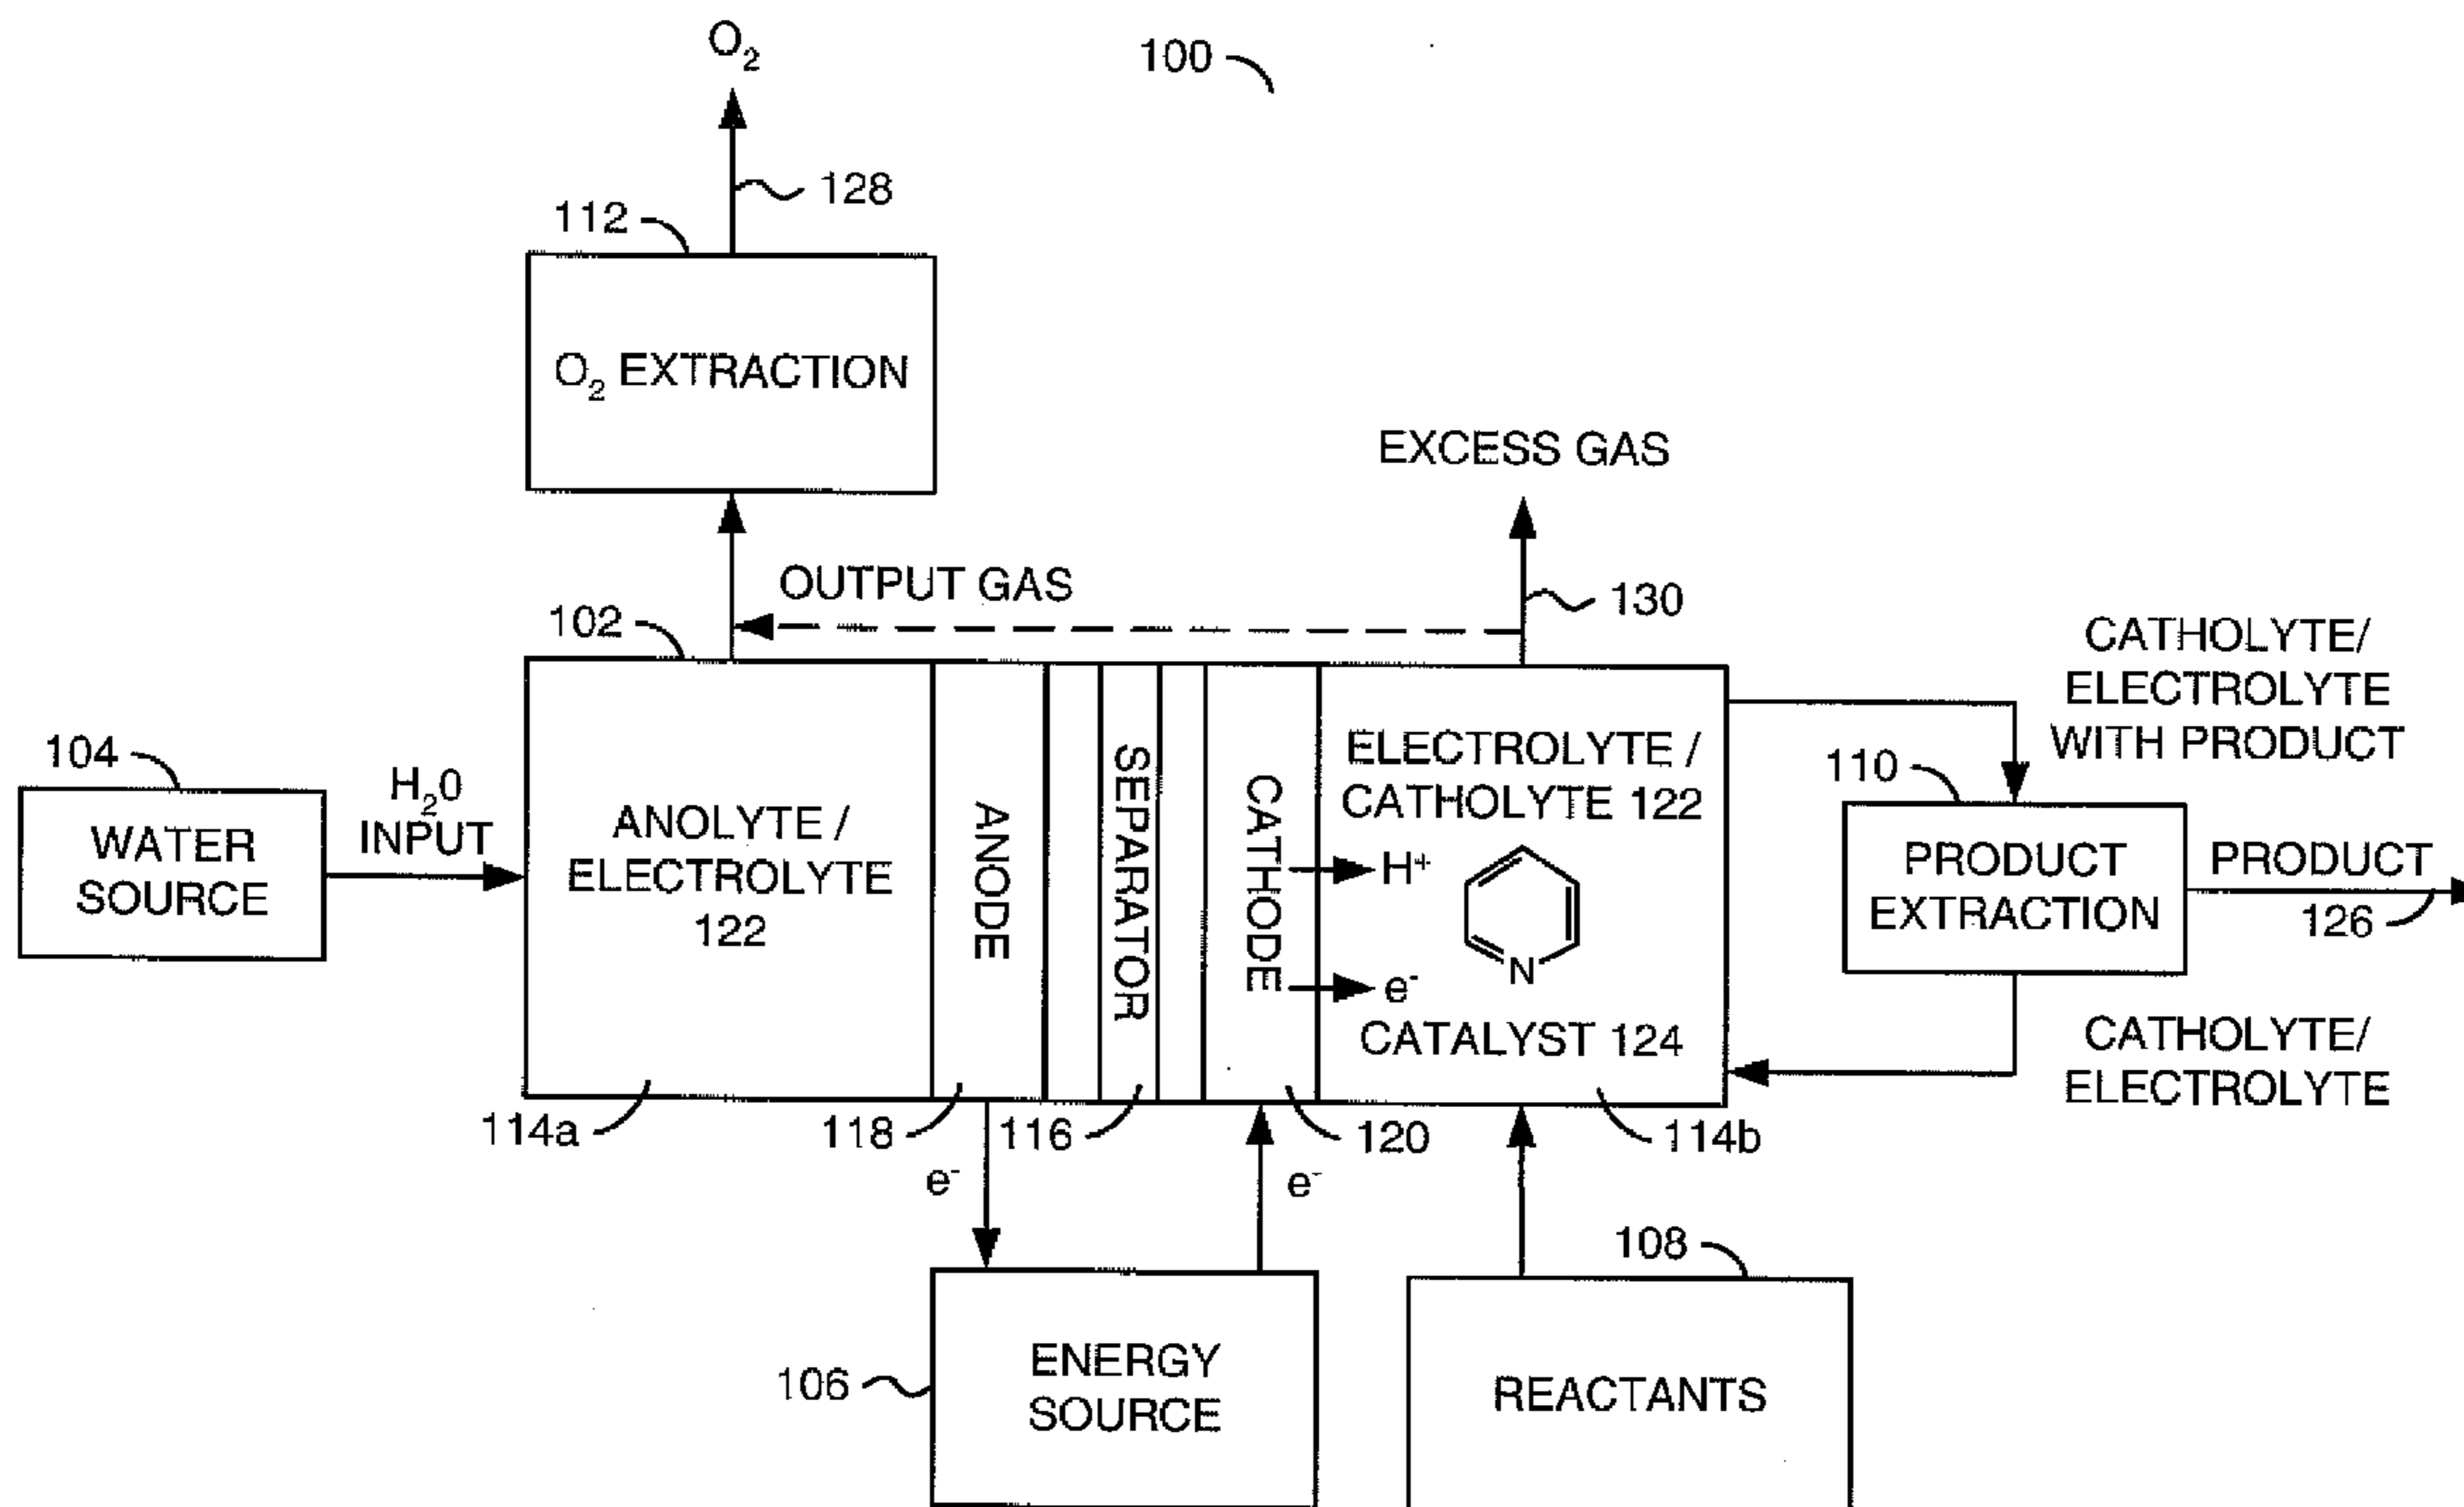 O₂
100
128
112
O₂ EXTRACTION
EXCESS GAS
OUTPUT GAS
130
102
CATHOLYTE/
ELECTROLYTE
WITH PRODUCT
104
H₂0
INPUT
WATER
SOURCE
ANOLYTE /
ELECTROLYTE
122
ANODE
SEPARATOR
CATHODE
ELECTROLYTE /
CATHOLYTE 122
H⁺
N
e⁻
CATALYST 124
110
PRODUCT
EXTRACTION
PRODUCT
126
CATHOLYTE/
ELECTROLYTE
114a
118
116
120
114b
e⁻
e⁻
108
106
ENERGY
SOURCE
REACTANTS